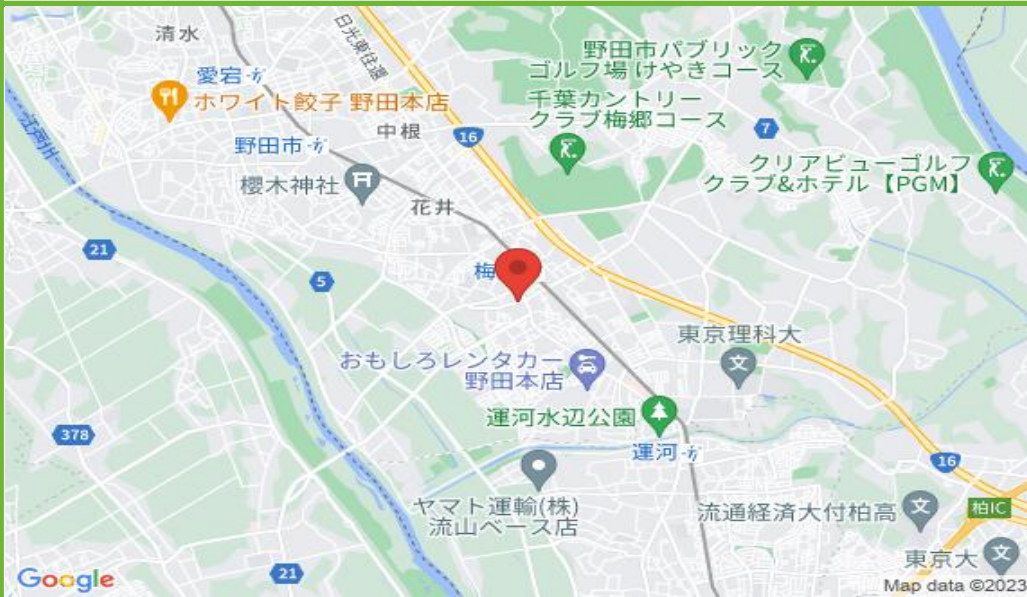 清水
日光東往還
野田市パブリック
ゴルフ場 けやきコース
愛宕
ホワイト餃子 野田本店
千葉カントリー
クラブ梅郷コース
江戸川
中根
16
7
野田市
クリアビューゴルフ
クラブ&ホテル【PGM】
櫻木神社
花井
21
5
梅
東京理科大
おもしろレンタカー
野田本店
運河水辺公園
378
運河
16
ヤマト運輸(株)
流山ベース店
流通経済大付柏高
柏IC
東京大
Google
21
Map data ©2023